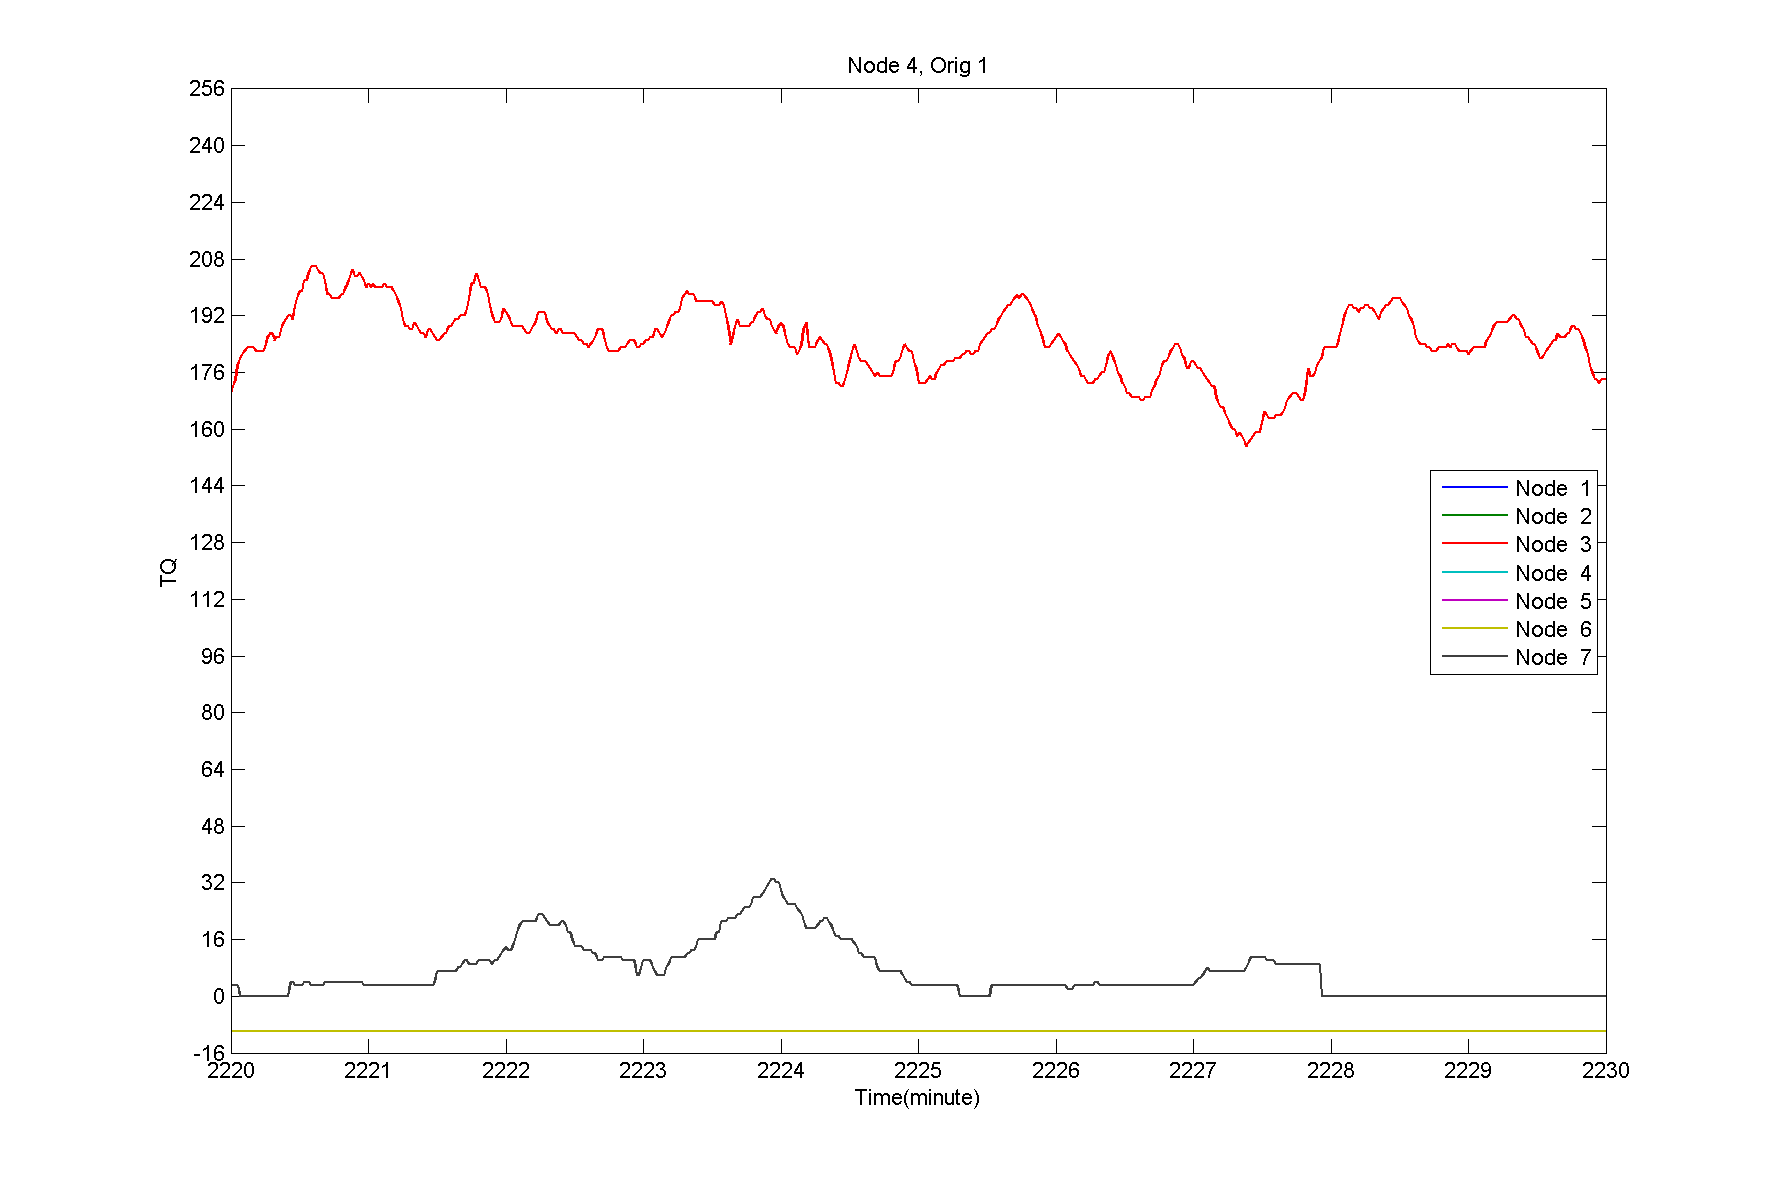 Node 4, Orig 1
256
240
224
208
192
176
160
144
128
112
96
80
64
48
32
16
0
-16
TQ
Node 1
Node 2
Node 3
Node 4
Node 5
Node 6
Node 7
2220 2221 2222 2223 2224 2225 2226 2227 2228 2229 2230
Time(minute)